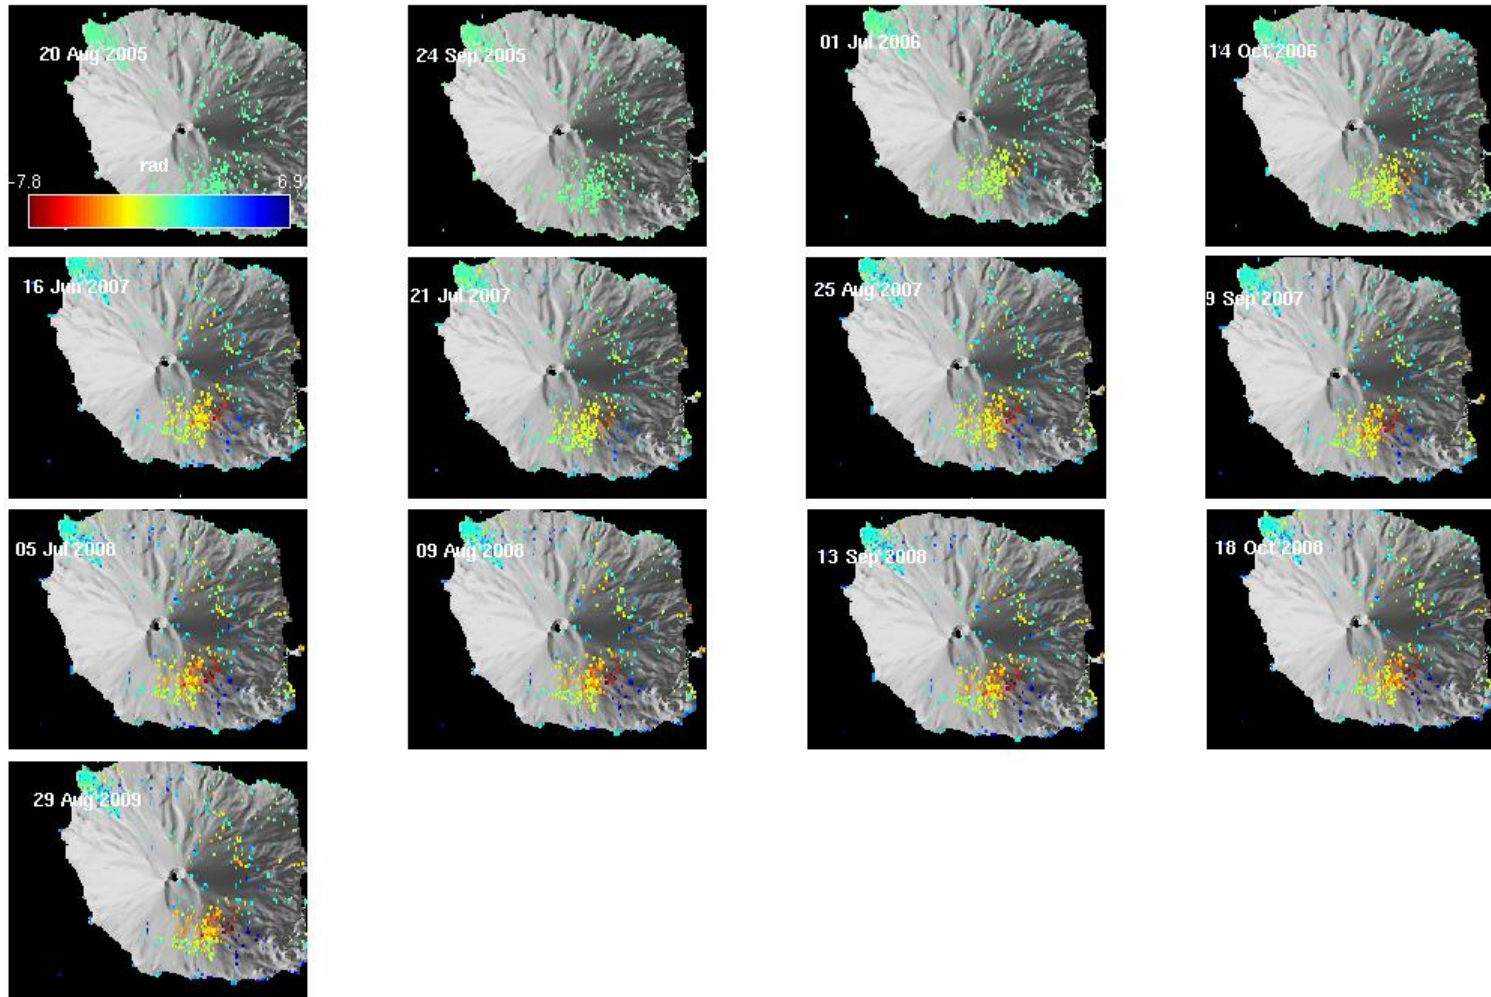 20 Aug 2005
24 Sep 2005
01 Jul 2006
14 Oct 2006
rad
-7.8
6.9
16 Jun 2007
21 Jul 2007
25 Aug 2007
9 Sep 2007
05 Jul 2008
09 Aug 2008
13 Sep 2008
18 Oct 2008
29 Aug 2009